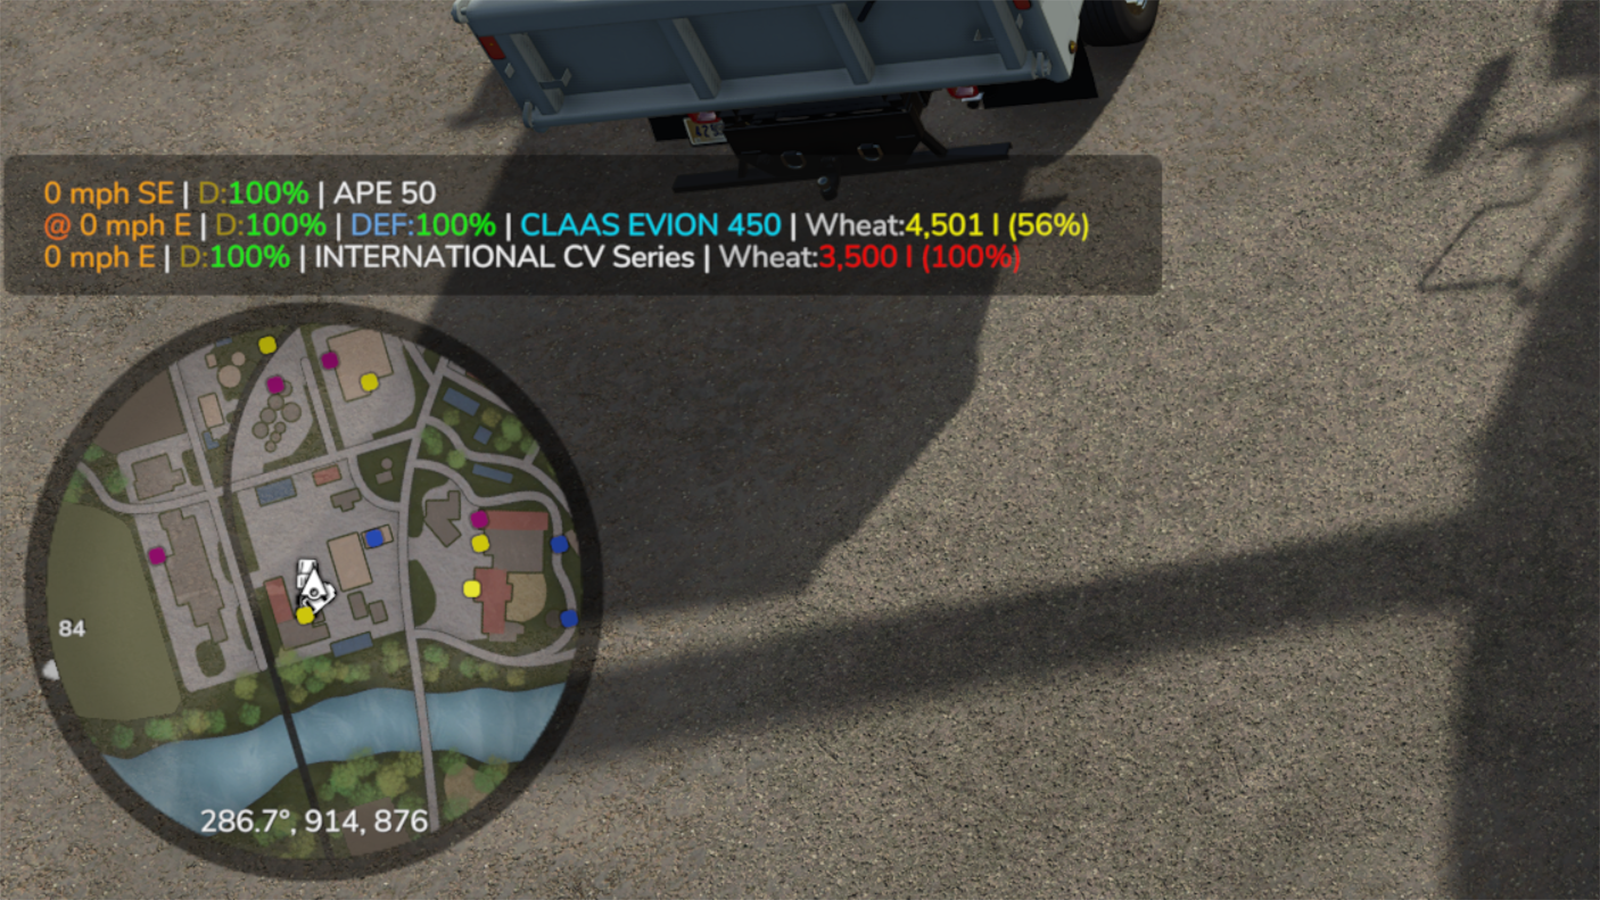 0 mph SE | D:100% | APE 50
@ 0 mph E | D:100% | DEF:100% | CLAAS EVION 450 | Wheat:4,501 l (56%)
0 mph E | D:100% | INTERNATIONAL CV Series | Wheat:3,500 l (100%)
84
286.7°, 914, 876